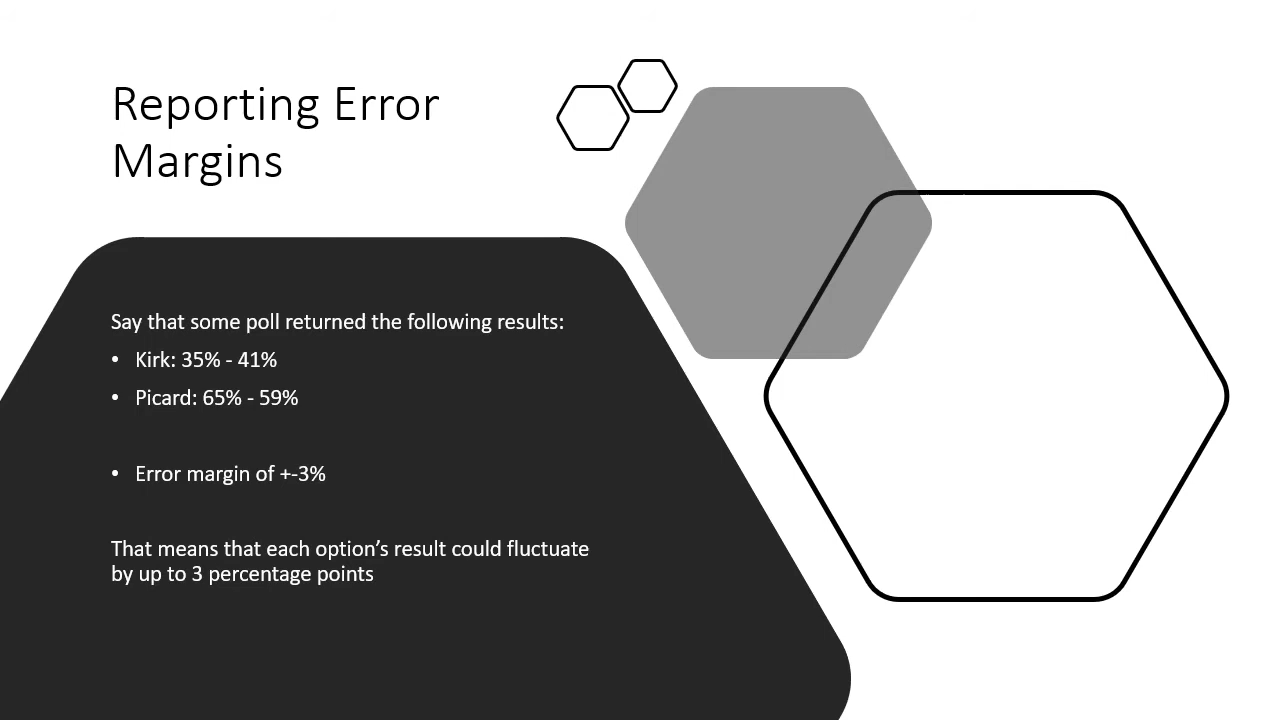 Reporting Error
Margins
Say that some poll returned the following results:
• Kirk: 35% - 41%
• Picard: 65% - 59%
• Error margin of +-3%
That means that each option’s result could fluctuate
by up to 3 percentage points